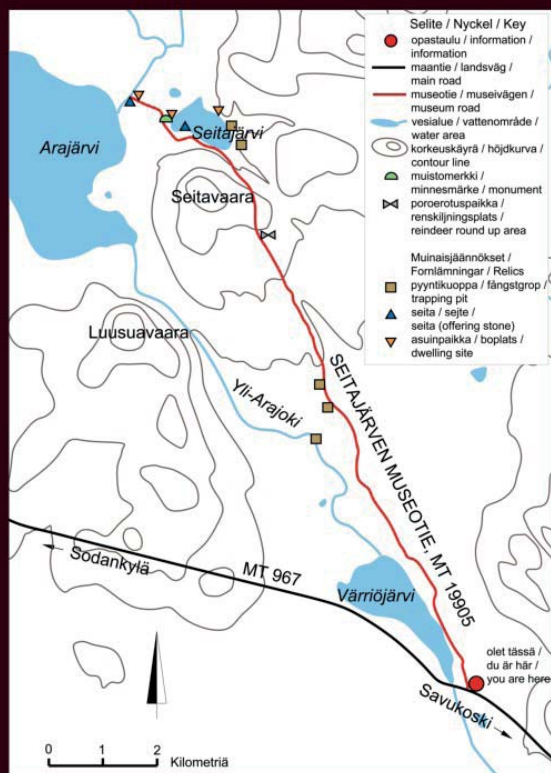 Selite / Nyckel / Key
opastaulu / information /
information
maantie / landsväg /
main road
museotie / museivägen /
museum road
vesialue / vattenområde /
water area
korkeuskäyrä / höjdkurva /
contour line
muistomerkki /
minnesmärke / monument
poroerotuspaikka /
renskiljningsplats /
reindeer round up area
Muinaisjäännökset /
Fornlämningar / Relics
pyyntikuoppa / fångstgrop /
trapping pit
seita / sejte /
seita (offering stone)
asuinpaikka / boplats /
dwelling site
Arajärvi
Seitajärvi
Seitavaara
Luusuavaara
Yli-Arajoki
SEITAJÄRVEN MUSEOTIE, MT 19905
Sodankylä
MT 967
Värriöjärvi
olet tässä /
du är här /
you are here
Savukoski
0 1 2
Kilometriä